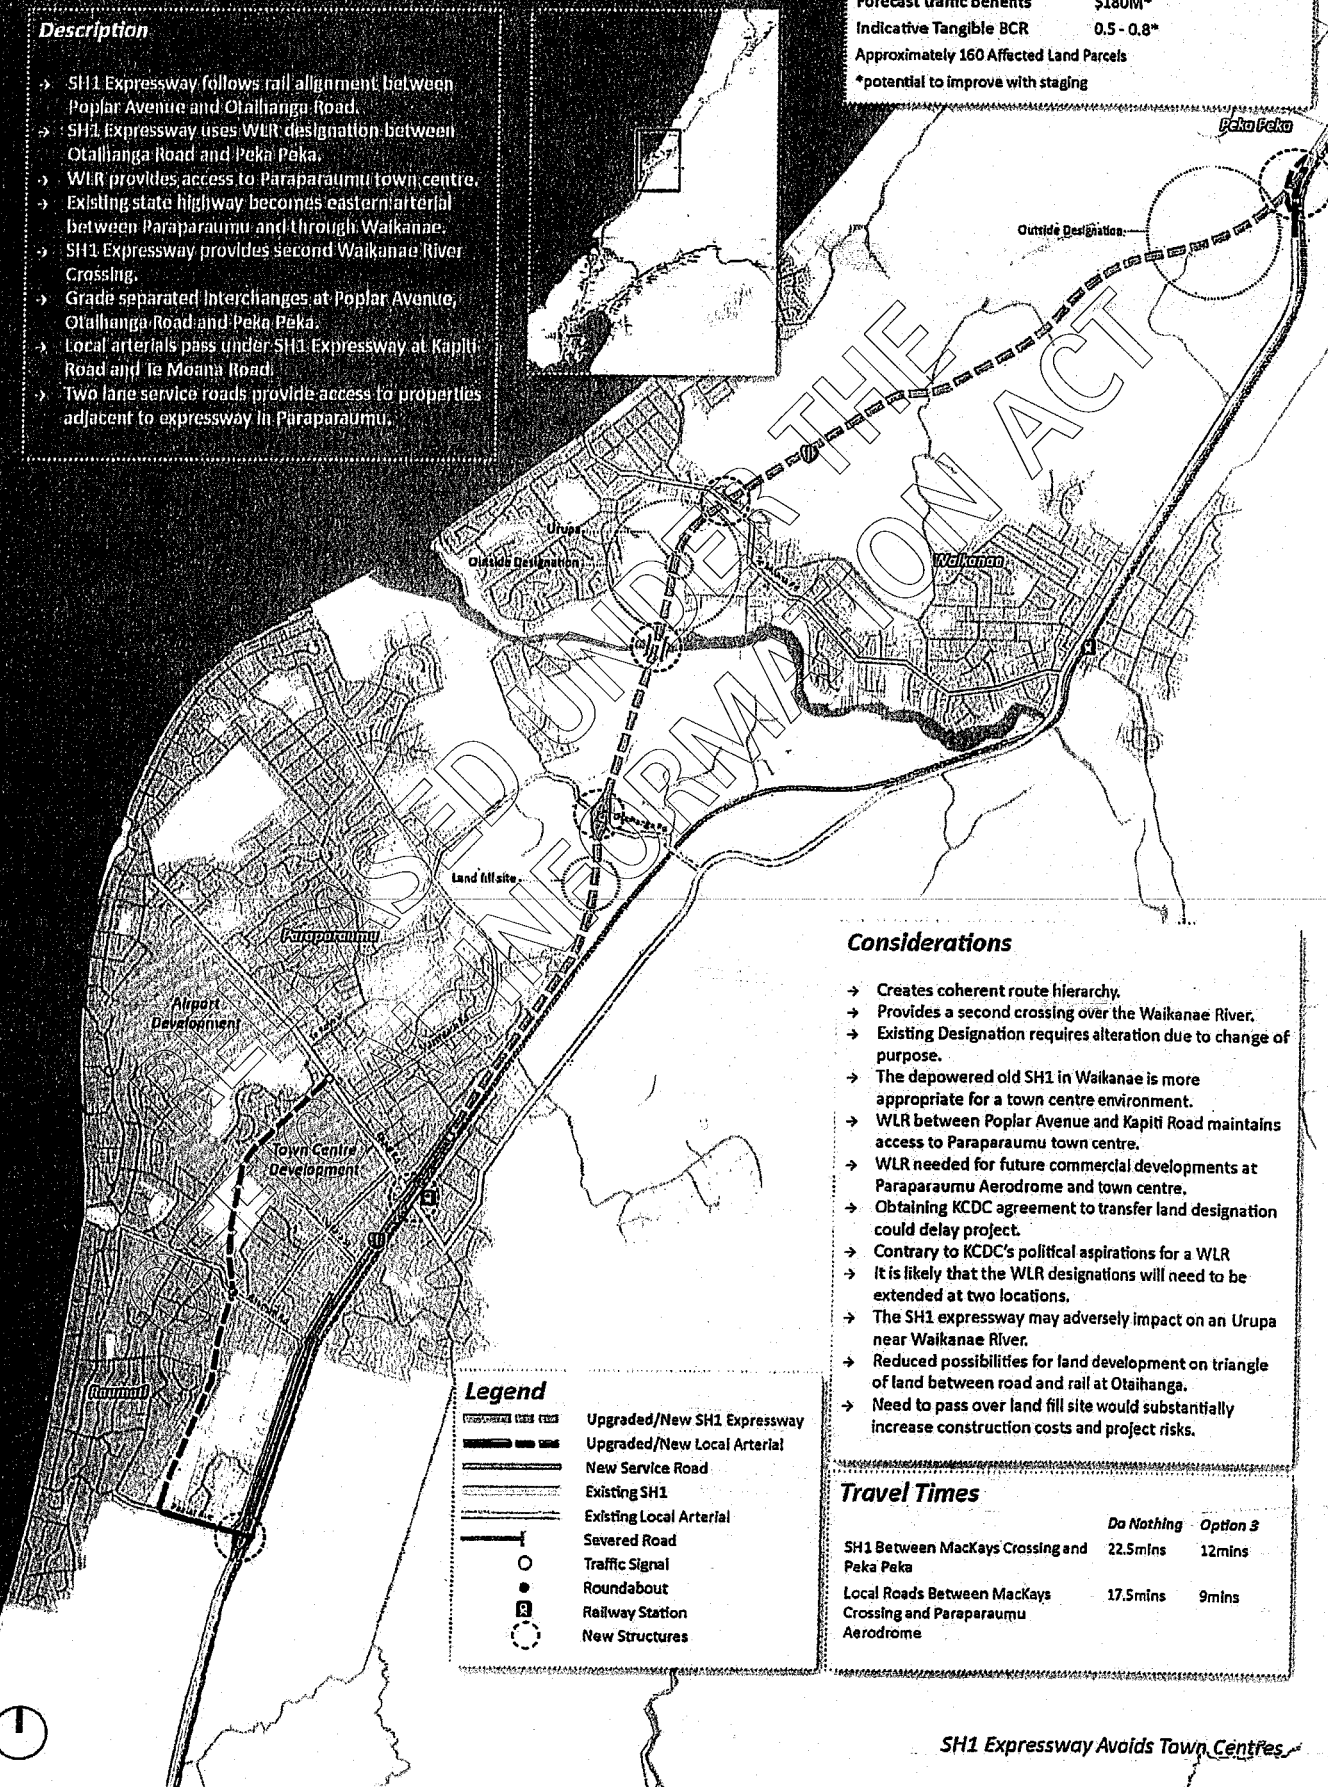 Forecast traffic benefits $180M*
Indicative Tangible BCR 0.5 - 0.8*
Approximately 160 Affected Land Parcels
*potential to improve with staging
Description
→ SH1 Expressway follows rail allignment between
Poplar Avenue and Otaihanga Road.
→ SH1 Expressway uses WLR designation between
Otaihanga Road and Peka Peka.
→ WLR provides access to Paraparaumu town centre.
→ Existing state highway becomes eastern arterial
between Paraparaumu and through Waikanae.
→ SH1 Expressway provides second Waikanae River
Crossing.
→ Grade separated interchanges at Poplar Avenue,
Otaihanga Road and Peka Peka.
→ Local arterials pass under SH1 Expressway at Kapiti
Road and Te Moana Road.
→ Two lane service roads provide access to properties
adjacent to expressway in Paraparaumu.
Peka Peka
Outside Designation
Urupa
Outside Designation
Waikanae
Land fill site
Paraparaumu
Airport
Development
Town Centre
Development
Raumati
RELEASED UNDER THE
INFORMATION ACT
Considerations
→ Creates coherent route hierarchy.
→ Provides a second crossing over the Waikanae River.
→ Existing Designation requires alteration due to change of
purpose.
→ The depowered old SH1 in Waikanae is more
appropriate for a town centre environment.
→ WLR between Poplar Avenue and Kapiti Road maintains
access to Paraparaumu town centre.
→ WLR needed for future commercial developments at
Paraparaumu Aerodrome and town centre.
→ Obtaining KCDC agreement to transfer land designation
could delay project.
→ Contrary to KCDC's political aspirations for a WLR
→ It is likely that the WLR designations will need to be
extended at two locations.
→ The SH1 expressway may adversely impact on an Urupa
near Waikanae River.
→ Reduced possibilities for land development on triangle
of land between road and rail at Otaihanga.
→ Need to pass over land fill site would substantially
increase construction costs and project risks.
Legend
Upgraded/New SH1 Expressway
Upgraded/New Local Arterial
New Service Road
Existing SH1
Existing Local Arterial
Severed Road
Traffic Signal
Roundabout
Railway Station
New Structures
Travel Times
Do Nothing Option 3
SH1 Between MacKays Crossing and 22.5mins 12mins
Peka Peka
Local Roads Between MacKays 17.5mins 9mins
Crossing and Paraparaumu
Aerodrome
SH1 Expressway Avoids Town Centres